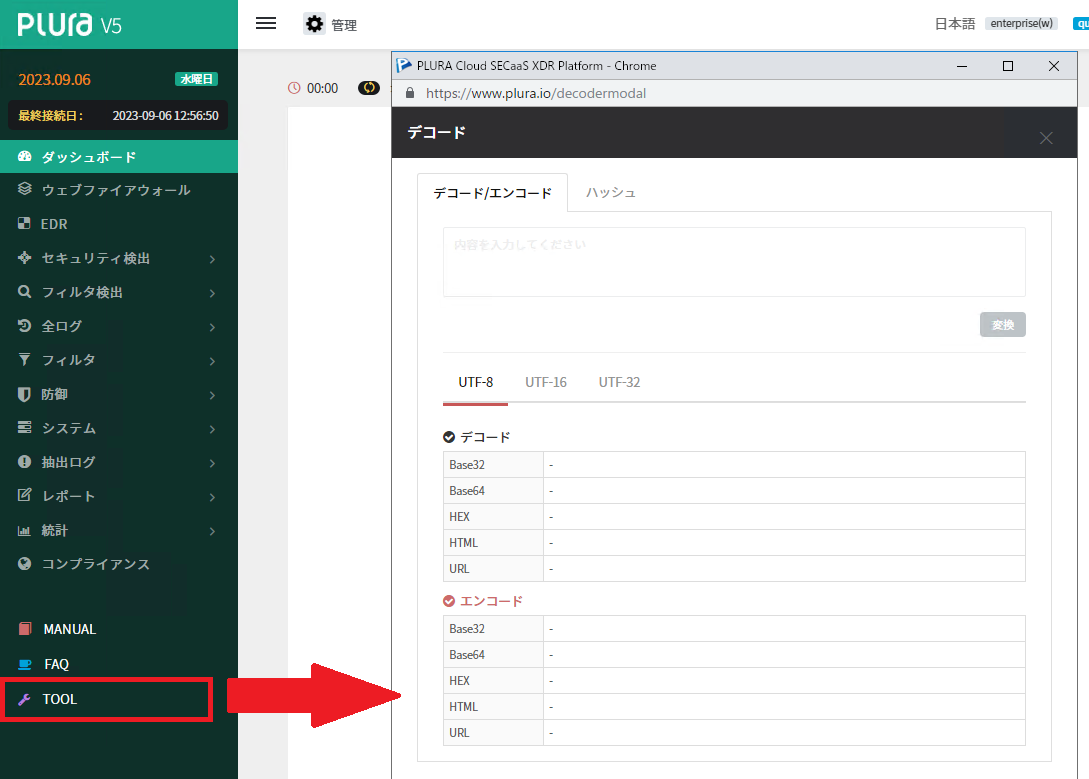 PLURA V5
日本語 enterprise(w)
管理
2023.09.06 水曜日
最終接続日: 2023-09-06 12:56:50
ダッシュボード
ウェブファイアウォール
EDR
セキュリティ検出
フィルタ検出
全ログ
フィルタ
防御
システム
抽出ログ
レポート
統計
コンプライアンス
MANUAL
FAQ
TOOL
00:00
PLURA Cloud SECaaS XDR Platform - Chrome
https://www.plura.io/decodermodal
デコード
デコード/エンコード ハッシュ
内容を入力してください
変換
UTF-8 UTF-16 UTF-32
デコード
Base32 -
Base64 -
HEX -
HTML -
URL -
エンコード
Base32 -
Base64 -
HEX -
HTML -
URL -